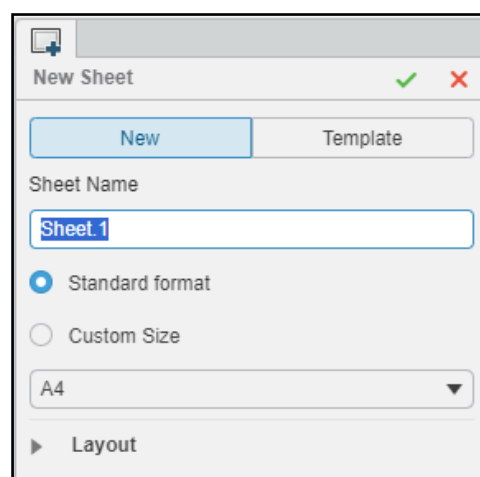 New Sheet
New Template
Sheet Name
Sheet.1
Standard format
Custom Size
A4
Layout